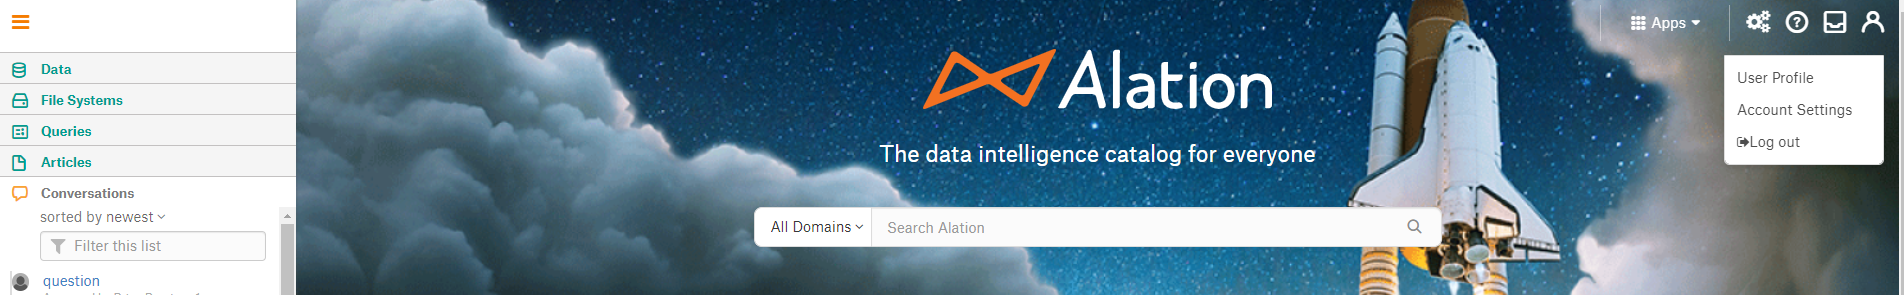 Apps
Alation
The data intelligence catalog for everyone
All Domains
Search Alation
User Profile
Account Settings
Log out
Data
File Systems
Queries
Articles
Conversations
sorted by newest
Filter this list
question